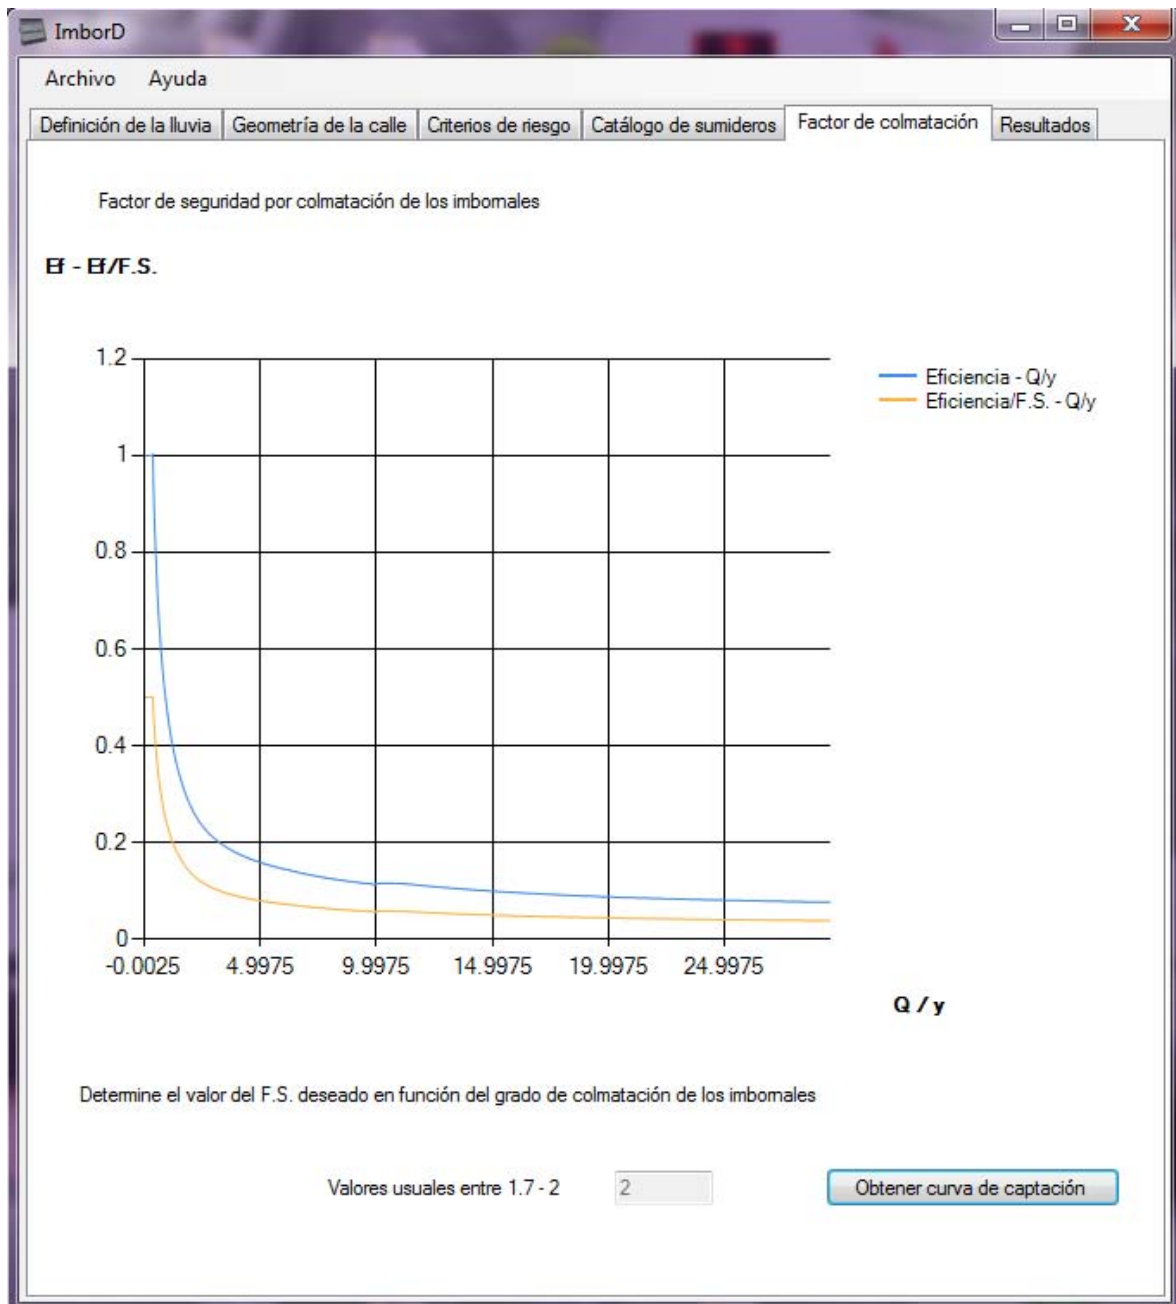 ImborD
Archivo Ayuda
Definición de la lluvia Geometría de la calle Criterios de riesgo Catálogo de sumideros Factor de colmatación Resultados
Factor de seguridad por colmatación de los imbornales
Ef - Ef/F.S.
1.2
1
0.8
0.6
0.4
0.2
0
-0.0025 4.9975 9.9975 14.9975 19.9975 24.9975
Eficiencia - Q/y
Eficiencia/F.S. - Q/y
Q / y
Determine el valor del F.S. deseado en función del grado de colmatación de los imbornales
Valores usuales entre 1.7 - 2 2 Obtener curva de captación